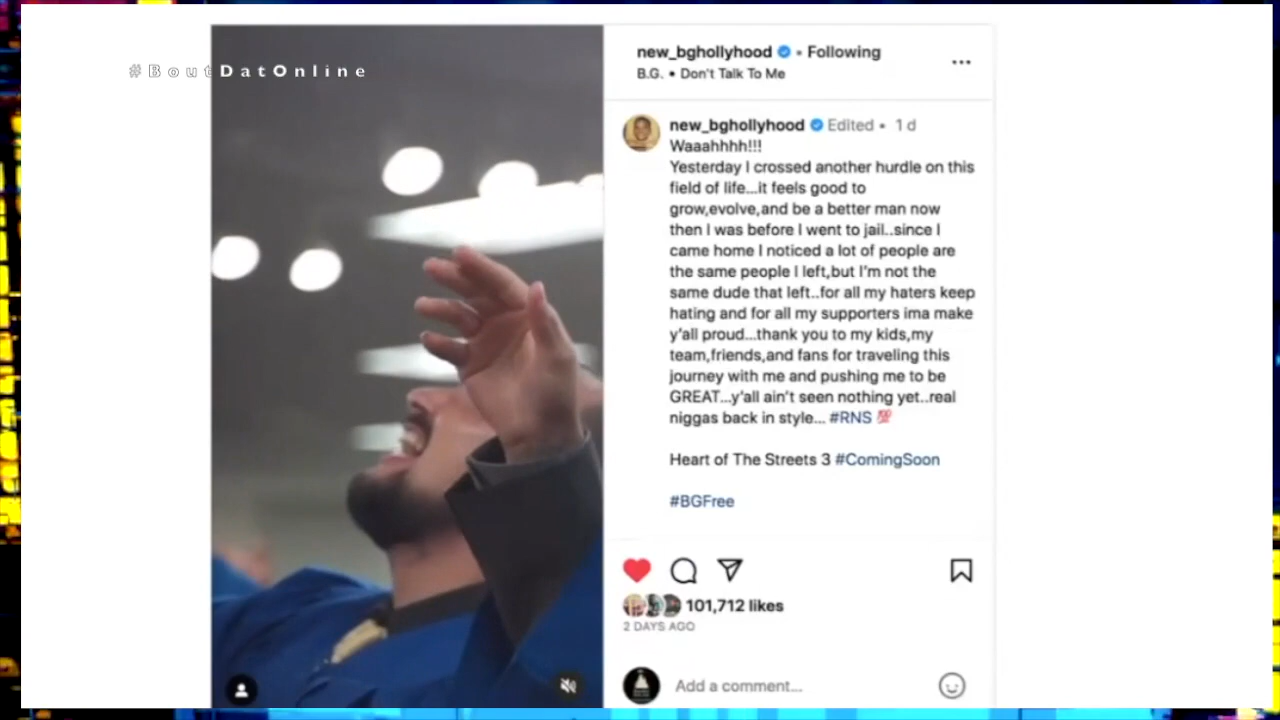 #BoutDatOnline
new_bghollyhood • Following
B.G. • Don't Talk To Me
new_bghollyhood Edited • 1 d
Waaahhhh!!!
Yesterday I crossed another hurdle on this
field of life...it feels good to
grow,evolve,and be a better man now
then I was before I went to jail..since I
came home I noticed a lot of people are
the same people I left,but I'm not the
same dude that left..for all my haters keep
hating and for all my supporters ima make
y'all proud...thank you to my kids,my
team,friends,and fans for traveling this
journey with me and pushing me to be
GREAT...y'all ain't seen nothing yet..real
niggas back in style... #RNS 💯
Heart of The Streets 3 #ComingSoon
#BGFree
101,712 likes
2 DAYS AGO
Add a comment...